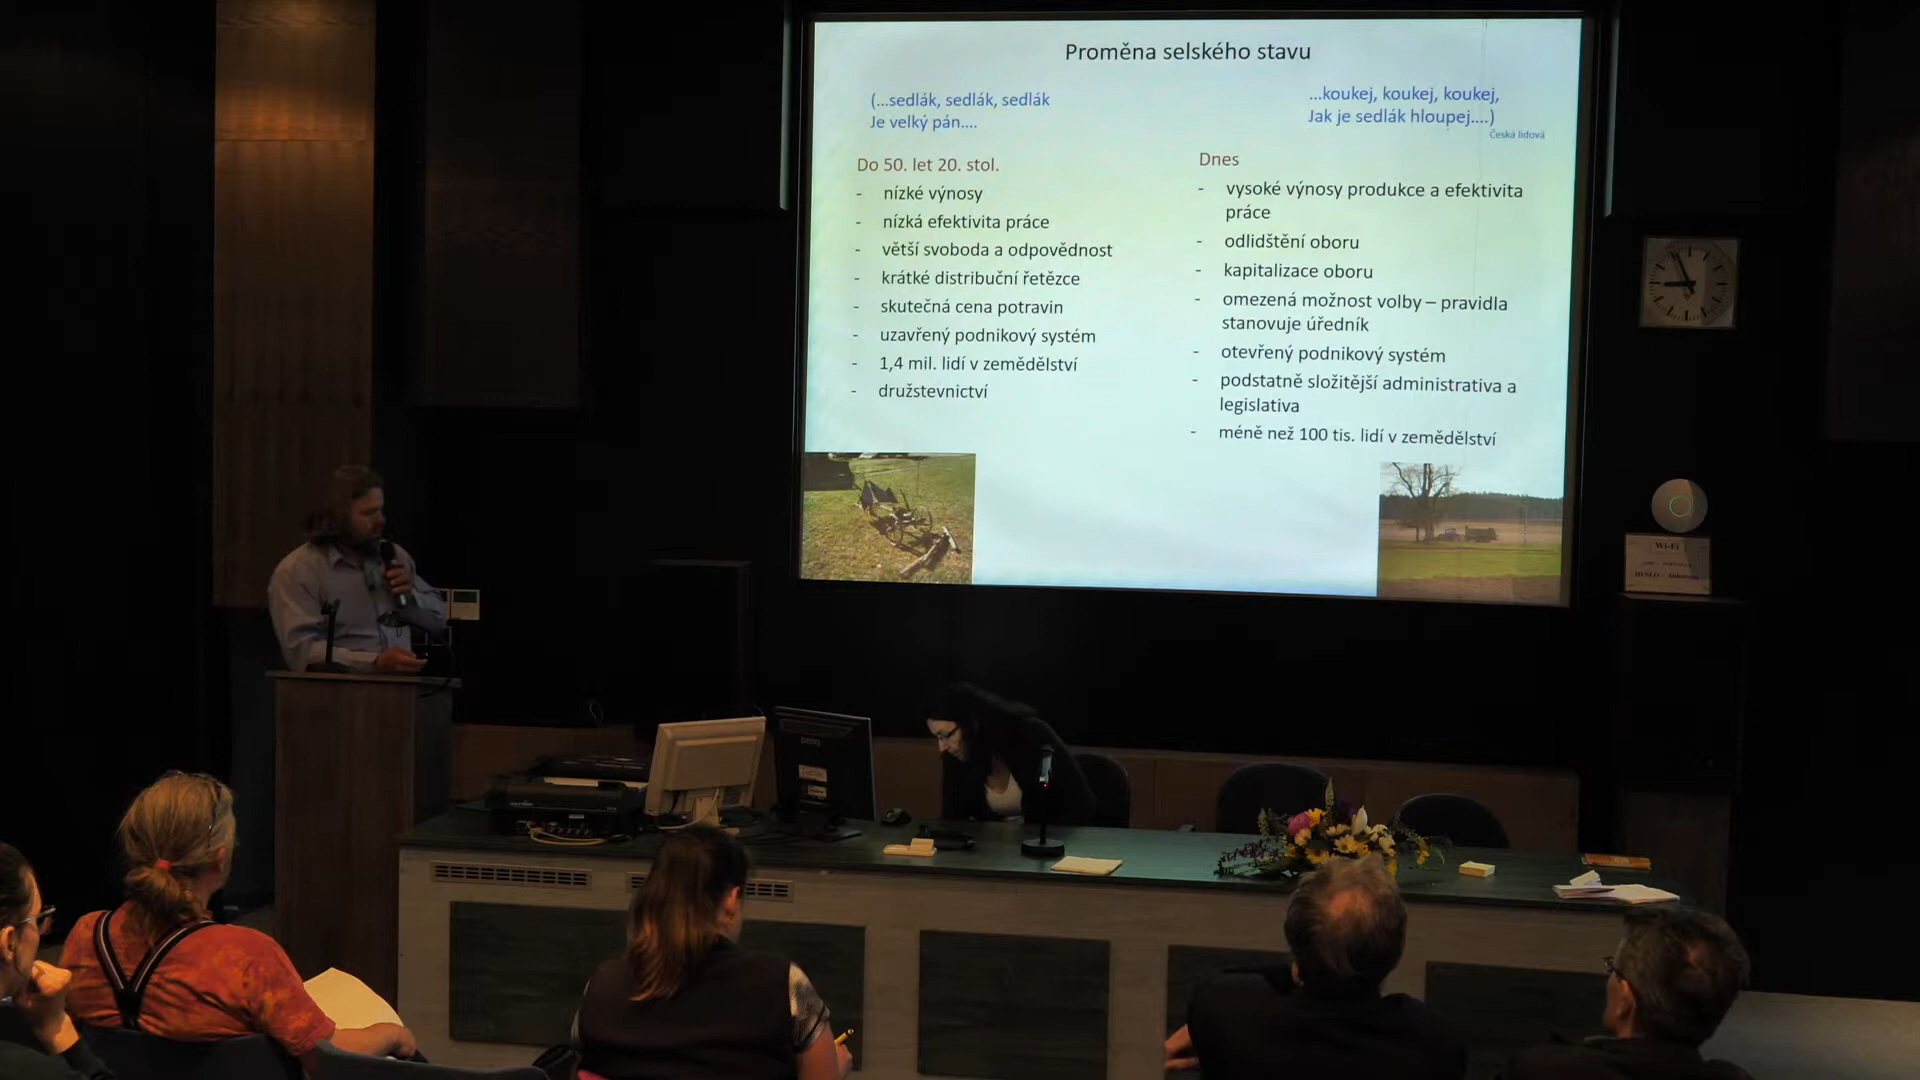 Proměna selského stavu
(...sedlák, sedlák, sedlák
Je velký pán....
...koukej, koukej, koukej,
Jak je sedlák hloupej....)
Česká lidová
Do 50. let 20. stol.
- nízké výnosy
- nízká efektivita práce
- větší svoboda a odpovědnost
- krátké distribuční řetězce
- skutečná cena potravin
- uzavřený podnikový systém
- 1,4 mil. lidí v zemědělství
- družstevnictví
Dnes
- vysoké výnosy produkce a efektivita
práce
- odlidštění oboru
- kapitalizace oboru
- omezená možnost volby – pravidla
stanovuje úředník
- otevřený podnikový systém
- podstatně složitější administrativa a
legislativa
- méně než 100 tis. lidí v zemědělství
Wi-Fi
BenQ